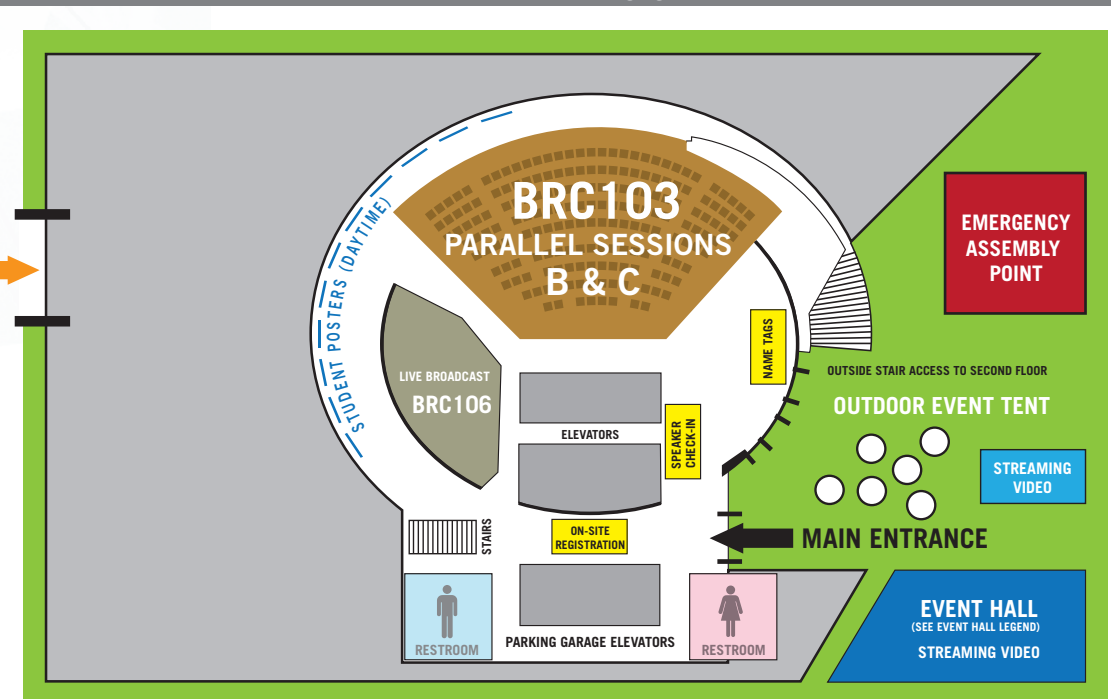 BRC103
PARALLEL SESSIONS
B & C
EMERGENCY
ASSEMBLY
POINT
STUDENT POSTERS (DAYTIME)
LIVE BROADCAST
BRC106
NAME TAGS
OUTSIDE STAIR ACCESS TO SECOND FLOOR
OUTDOOR EVENT TENT
ELEVATORS
SPEAKER
CHECK-IN
STREAMING
VIDEO
STAIRS
ON-SITE
REGISTRATION
MAIN ENTRANCE
RESTROOM
PARKING GARAGE ELEVATORS
RESTROOM
EVENT HALL
(SEE EVENT HALL LEGEND)
STREAMING VIDEO